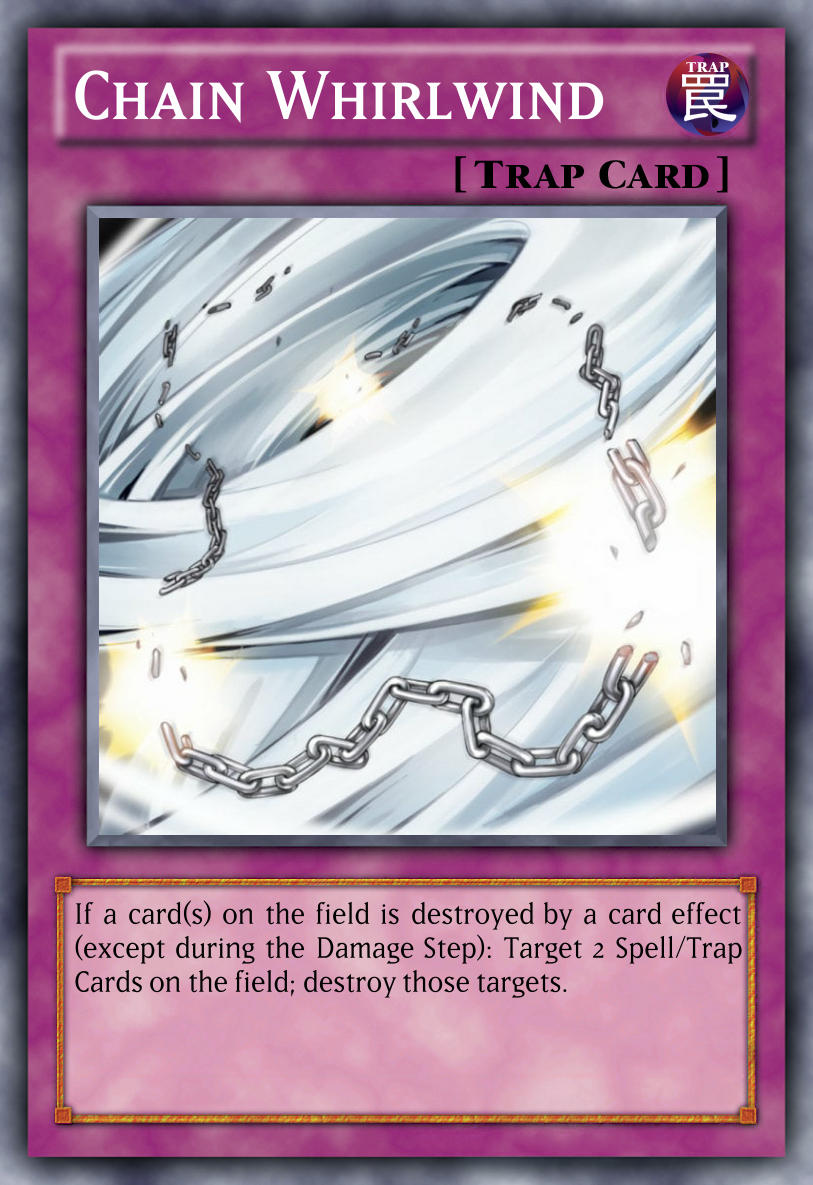 Chain Whirlwind
TRAP
罠
[Trap Card]
If a card(s) on the field is destroyed by a card effect
(except during the Damage Step): Target 2 Spell/Trap
Cards on the field; destroy those targets.